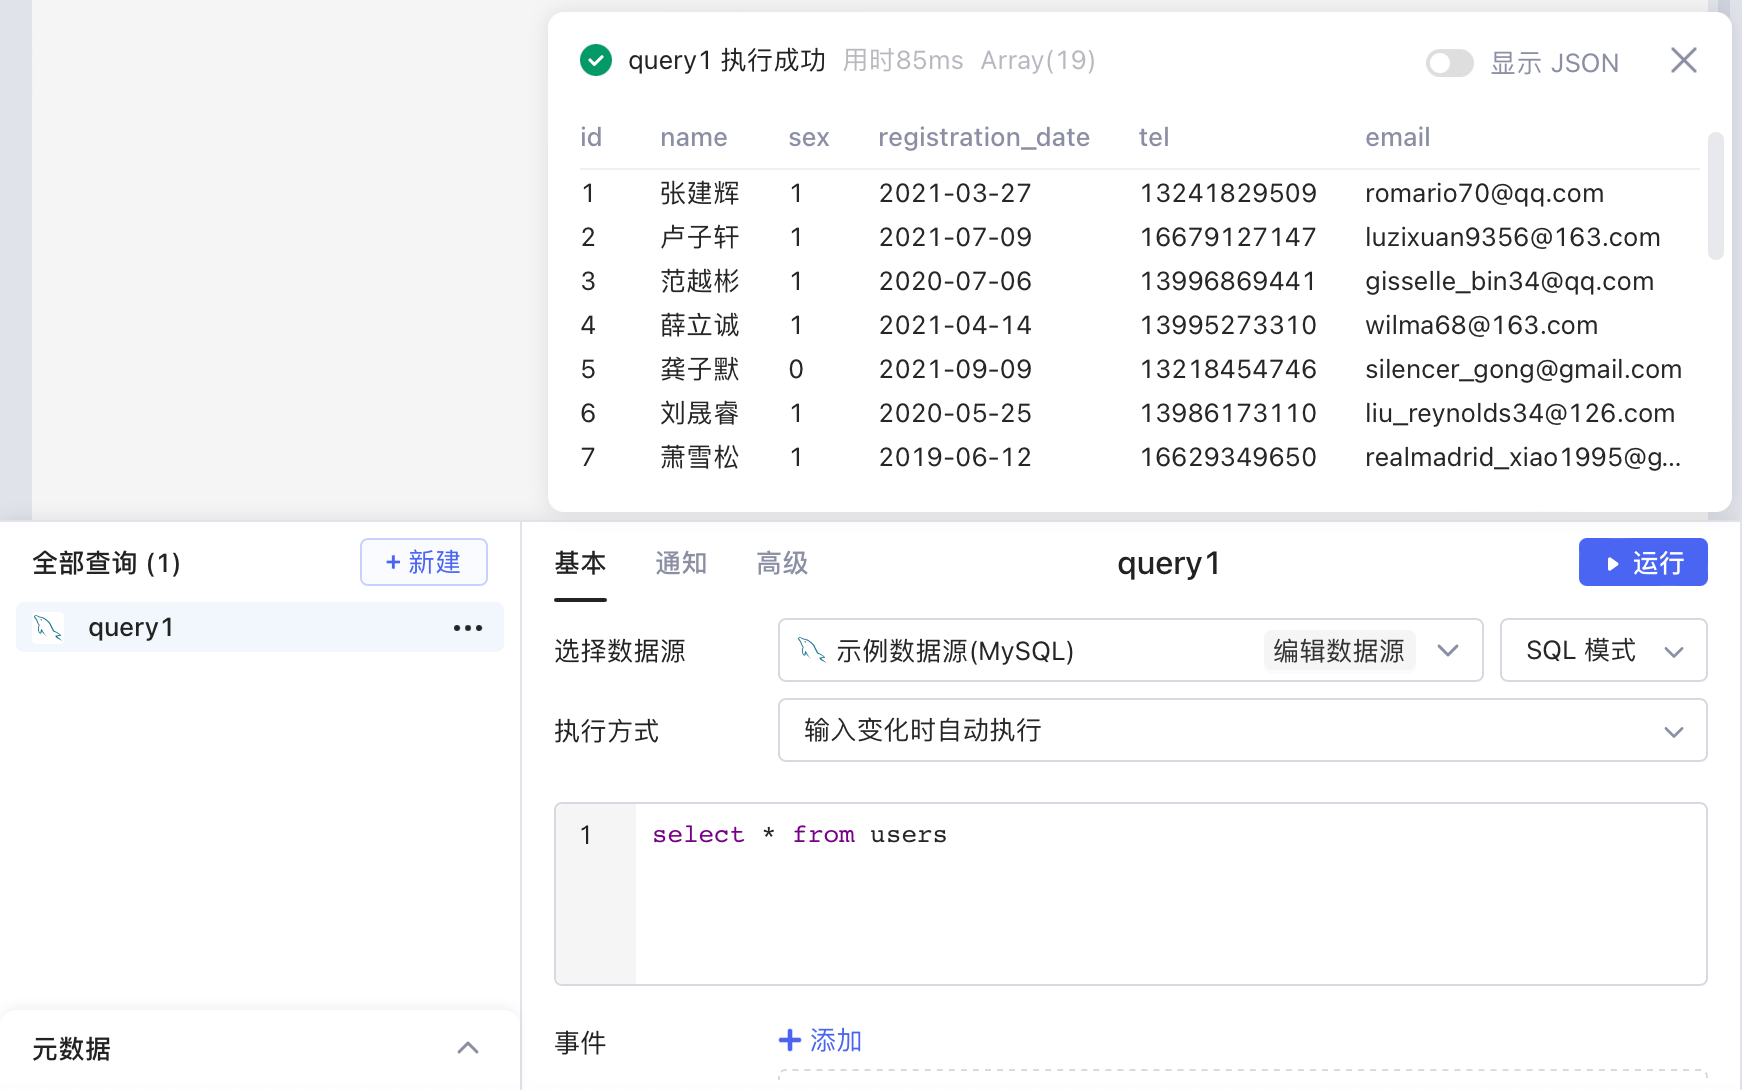 query1 执行成功 用时85ms Array(19) 显示 JSON
id name sex registration_date tel email
1 张建辉 1 2021-03-27 13241829509 romario70@qq.com
2 卢子轩 1 2021-07-09 16679127147 luzixuan9356@163.com
3 范越彬 1 2020-07-06 13996869441 gisselle_bin34@qq.com
4 薛立诚 1 2021-04-14 13995273310 wilma68@163.com
5 龚子默 0 2021-09-09 13218454746 silencer_gong@gmail.com
6 刘晟睿 1 2020-05-25 13986173110 liu_reynolds34@126.com
7 萧雪松 1 2019-06-12 16629349650 realmadrid_xiao1995@g...
全部查询 (1) + 新建
query1
元数据
基本 通知 高级 query1 运行
选择数据源 示例数据源(MySQL) 编辑数据源 SQL 模式
执行方式 输入变化时自动执行
1 select * from users
事件 + 添加